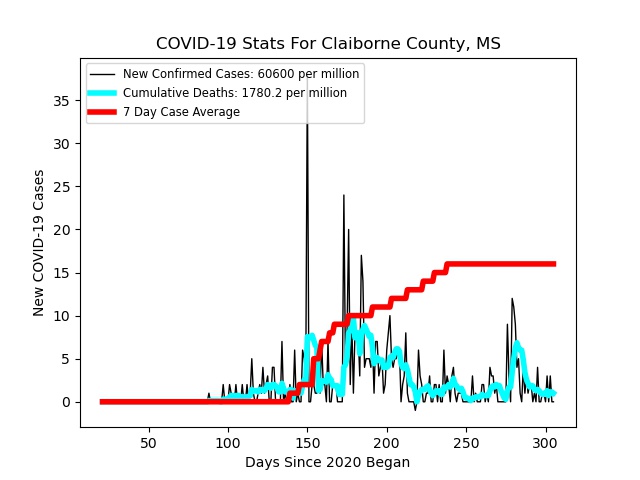 COVID-19 Stats For Claiborne County, MS
New Confirmed Cases: 60600 per million
Cumulative Deaths: 1780.2 per million
7 Day Case Average
New COVID-19 Cases
35
30
25
20
15
10
5
0
50 100 150 200 250 300
Days Since 2020 Began